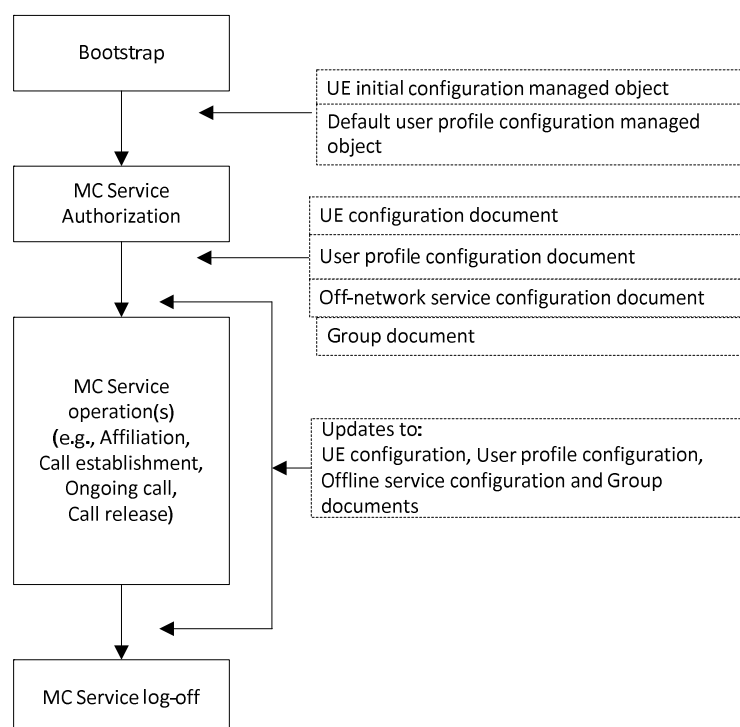 Bootstrap
UE initial configuration managed object
Default user profile configuration managed
object
MC Service
Authorization
UE configuration document
User profile configuration document
Off-network service configuration document
Group document
MC Service
operation(s)
(e.g., Affiliation,
Call establishment,
Ongoing call,
Call release)
Updates to:
UE configuration, User profile configuration,
Offline service configuration and Group
documents
MC Service log-off